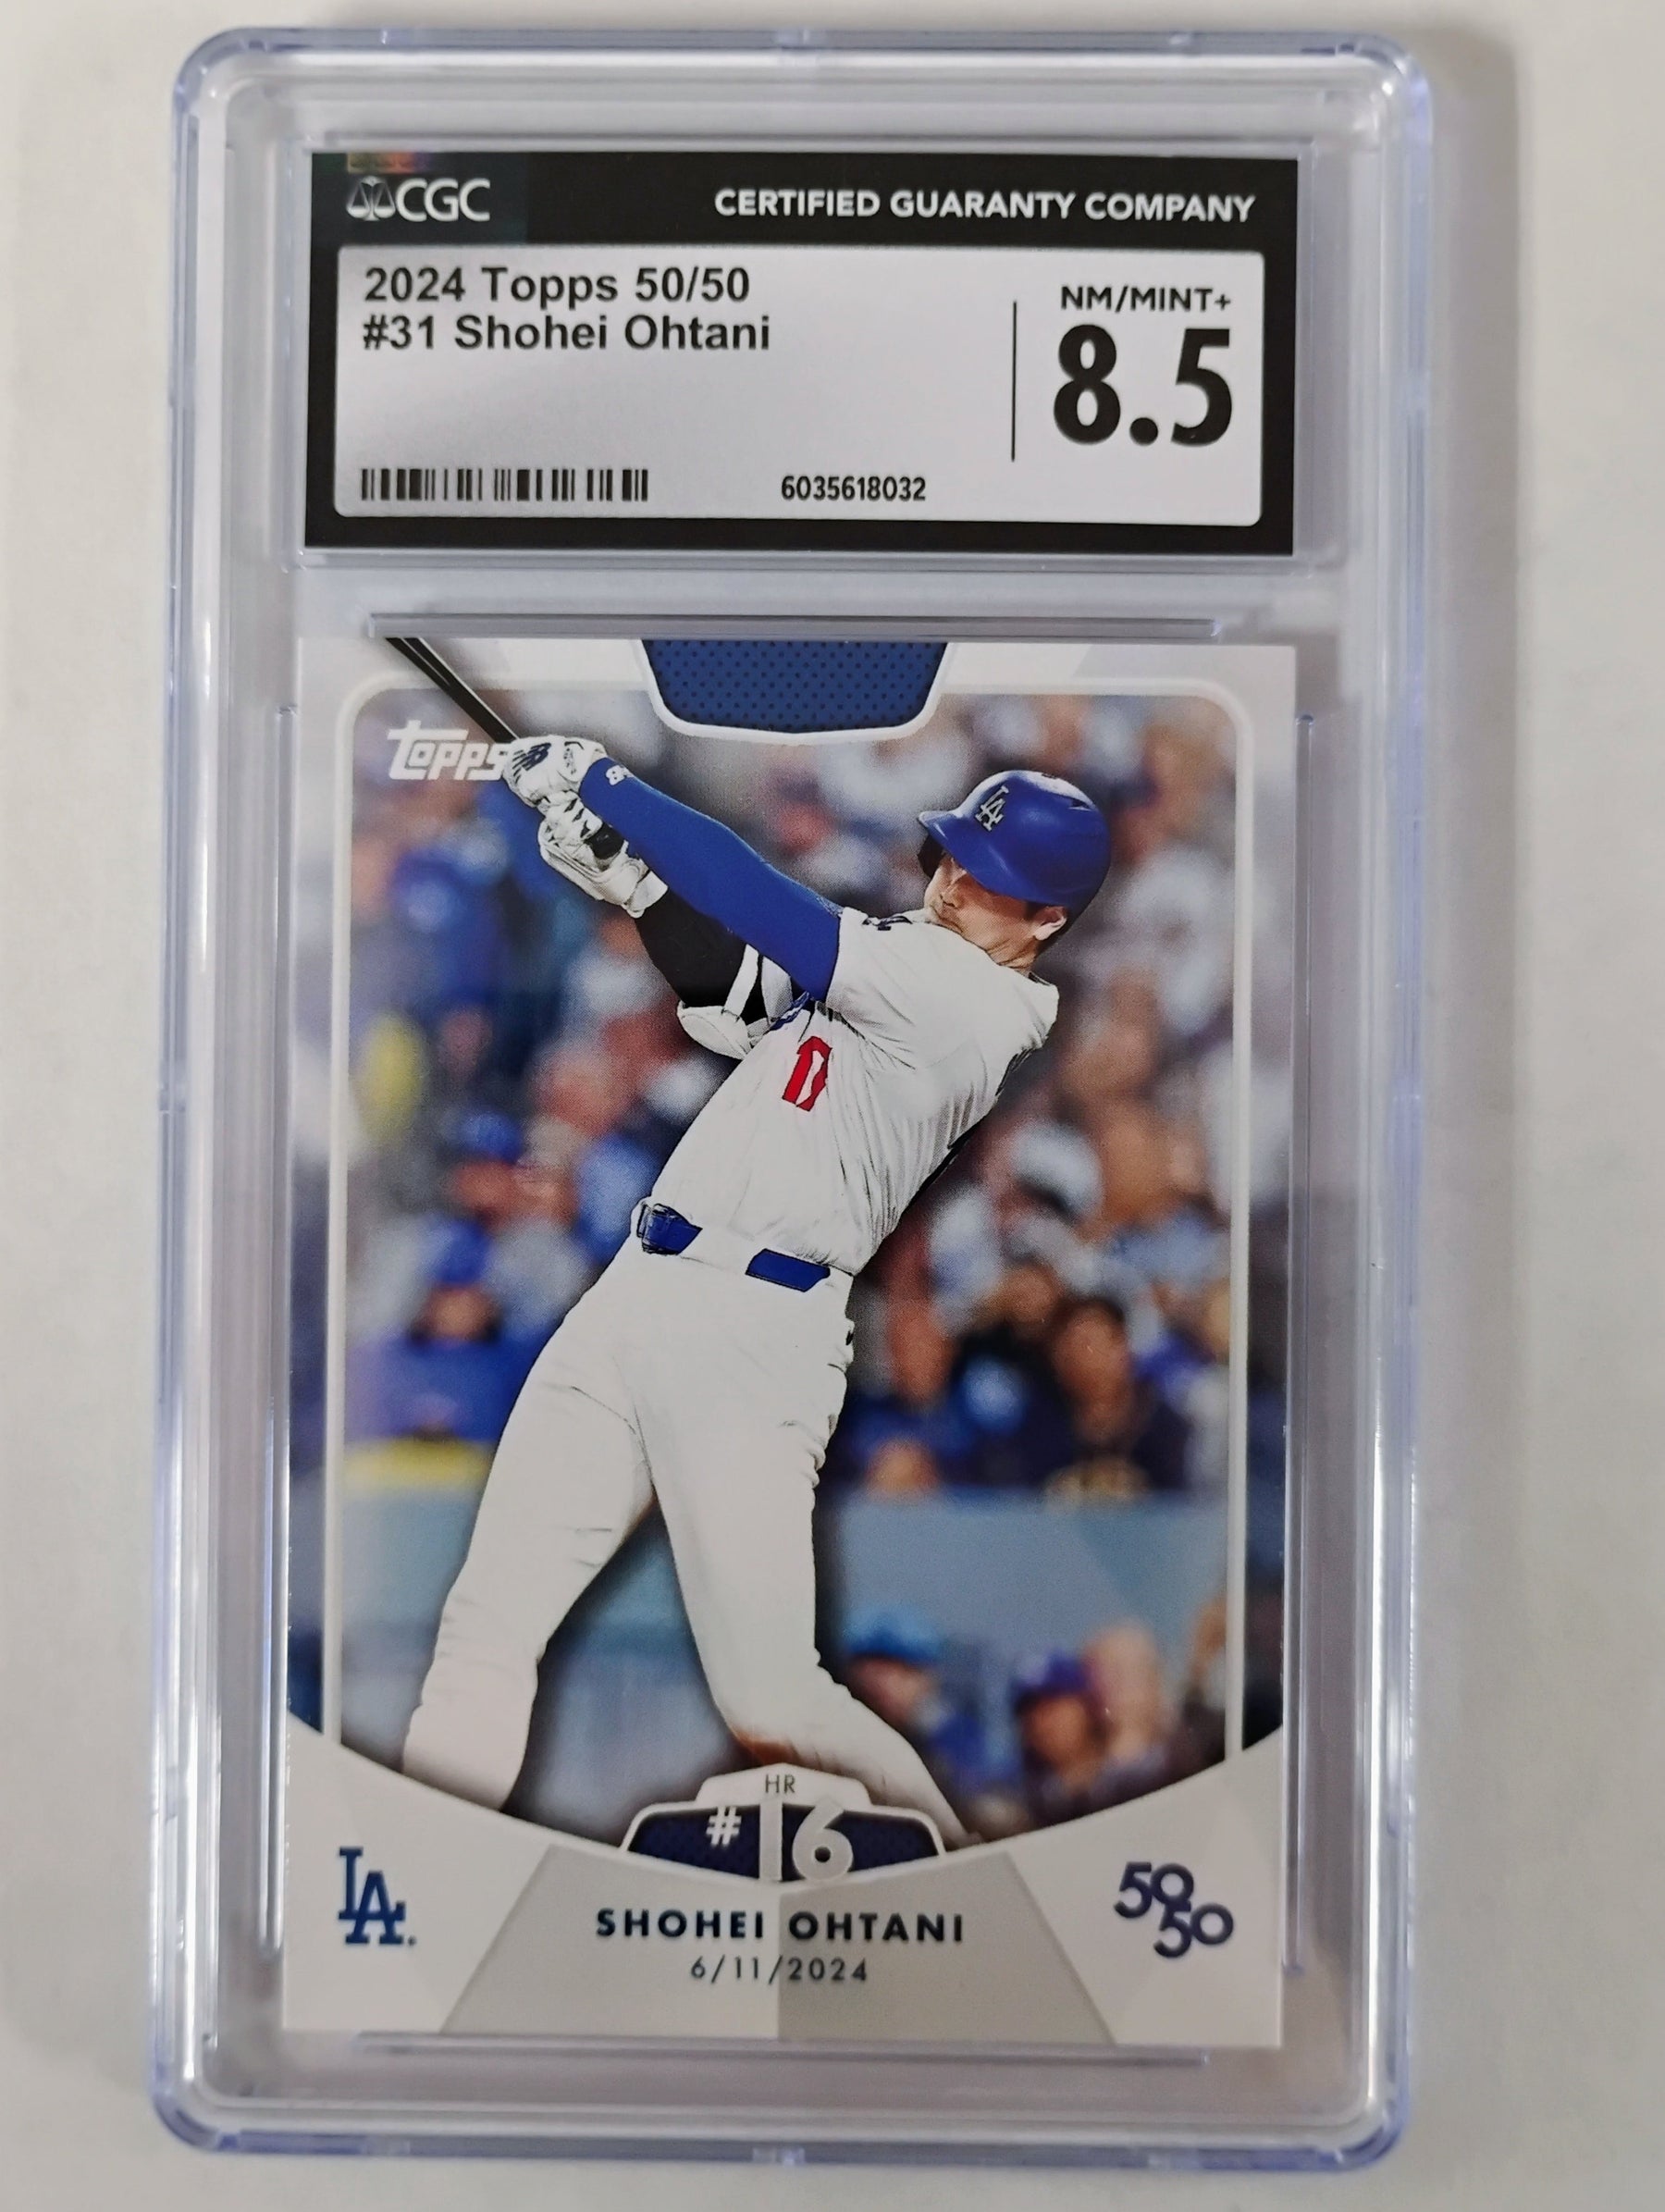 CGC
CERTIFIED GUARANTY COMPANY
2024 Topps 50/50
#31 Shohei Ohtani
NM/MINT+
8.5
6035618032
topps
LA
HR
#16
LA
50
50
SHOHEI OHTANI
6/11/2024